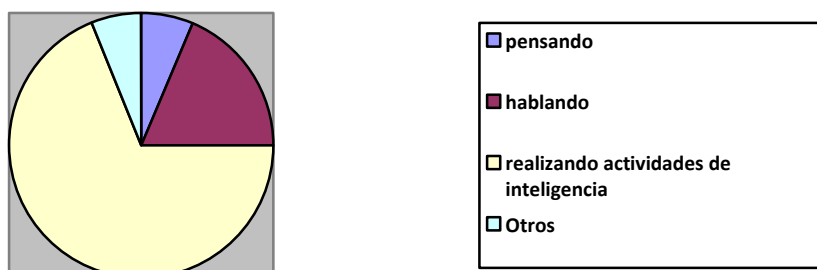 pensando
hablando
realizando actividades de
inteligencia
Otros